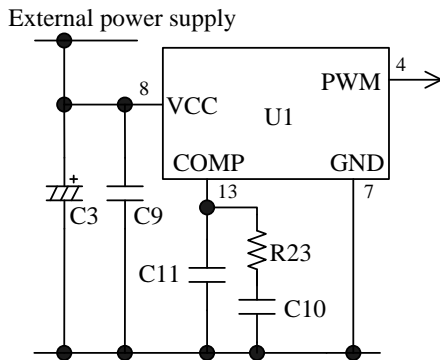 External power supply
4
8
PWM
VCC
U1
COMP
GND
13
7
+
C3
C9
R23
C11
C10